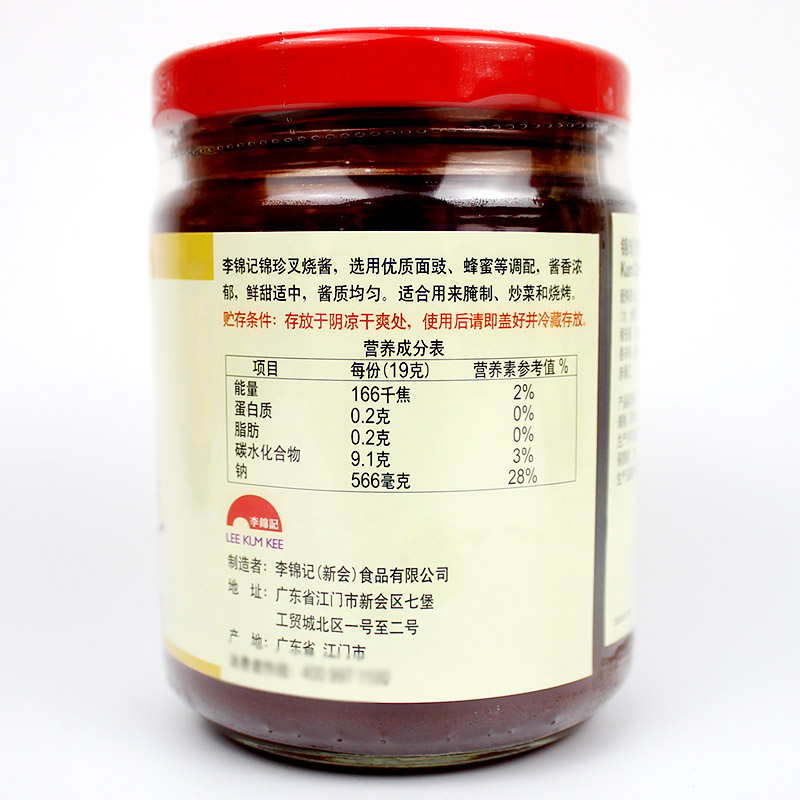 李锦记锦珍叉烧酱，选用优质面豉、蜂蜜等调配，酱香浓
郁，鲜甜适中，酱质均匀。适合用来腌制、炒菜和烧烤。
贮存条件：存放于阴凉干爽处，使用后请即盖好并冷藏存放。
营养成分表
项目 每份(19克) 营养素参考值 %
能量 166千焦 2%
蛋白质 0.2克 0%
脂肪 0.2克 0%
碳水化合物 9.1克 3%
钠 566毫克 28%
李錦記
LEE KUM KEE
制造者：李锦记(新会)食品有限公司
地 址：广东省江门市新会区七堡
工贸城北区一号至二号
产 地：广东省 江门市